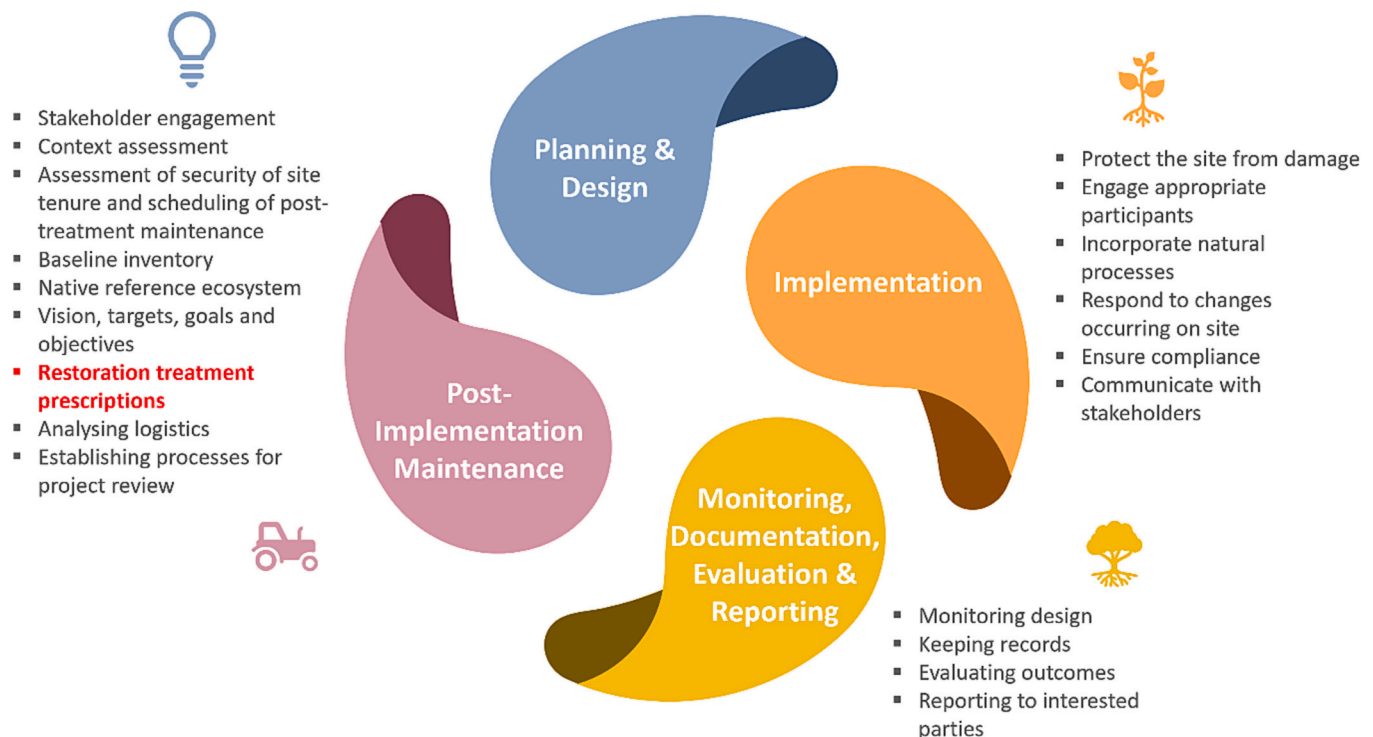 Planning &
Design
▪ Stakeholder engagement
▪ Context assessment
▪ Assessment of security of site
tenure and scheduling of post-
treatment maintenance
▪ Baseline inventory
▪ Native reference ecosystem
▪ Vision, targets, goals and
objectives
▪ Restoration treatment
prescriptions
▪ Analysing logistics
▪ Establishing processes for
project review
Implementation
▪ Protect the site from damage
▪ Engage appropriate
participants
▪ Incorporate natural
processes
▪ Respond to changes
occurring on site
▪ Ensure compliance
▪ Communicate with
stakeholders
Monitoring,
Documentation,
Evaluation &
Reporting
▪ Monitoring design
▪ Keeping records
▪ Evaluating outcomes
▪ Reporting to interested
parties
Post-
Implementation
Maintenance